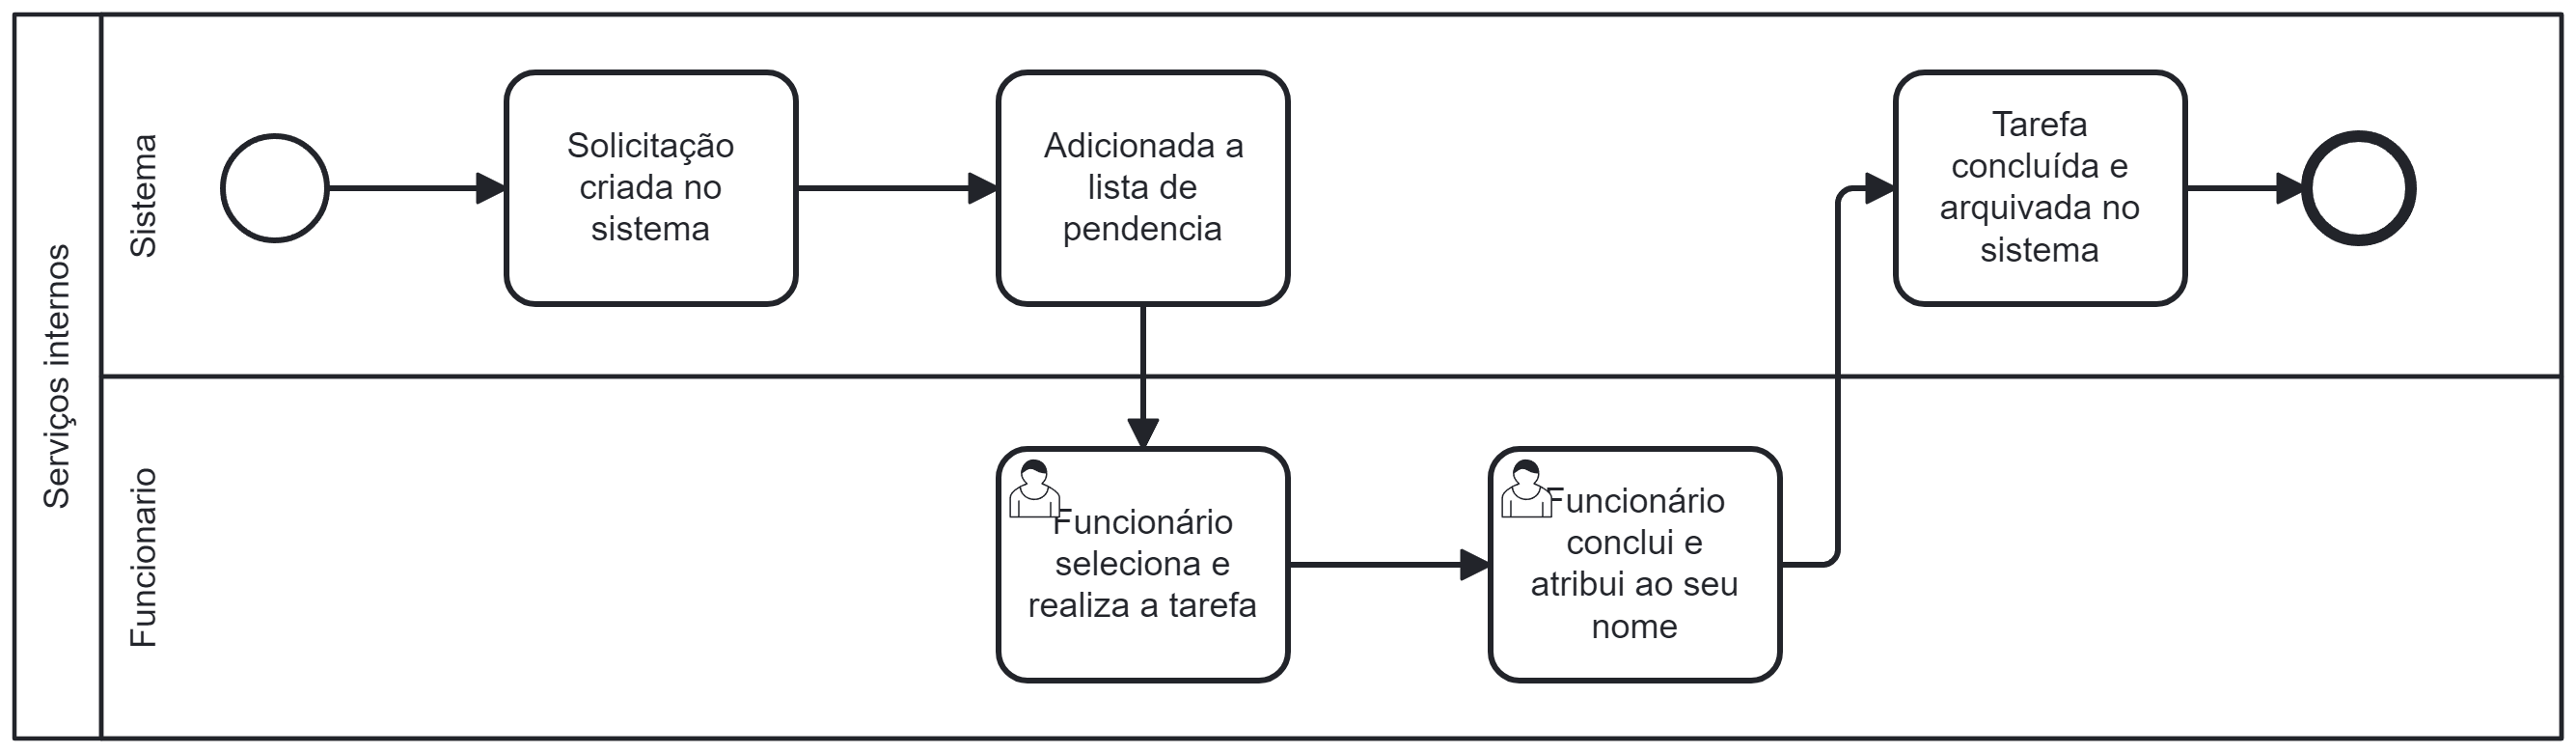 Serviços internos
Sistema
Solicitação
criada no
sistema
Adicionada a
lista de
pendencia
Tarefa
concluída e
arquivada no
sistema
Funcionario
Funcionário
seleciona e
realiza a tarefa
Funcionário
conclui e
atribui ao seu
nome